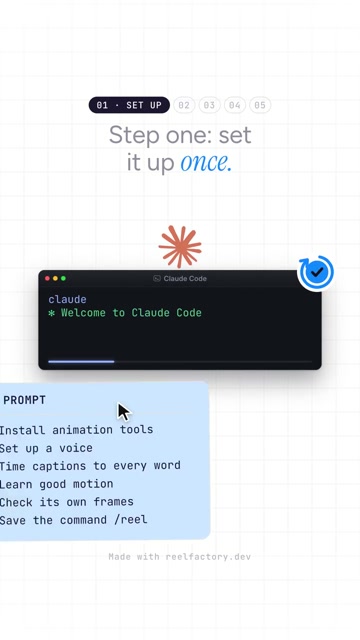 01 · SET UP 02 03 04 05
Step one: set
it up once.
Claude Code
claude
✻ Welcome to Claude Code
PROMPT
Install animation tools
Set up a voice
Time captions to every word
Learn good motion
Check its own frames
Save the command /reel
Made with reelfactory.dev